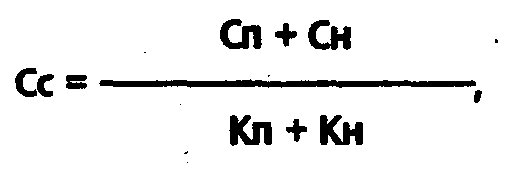 Сп + Сн
Сс = ————,
Кп + Кн